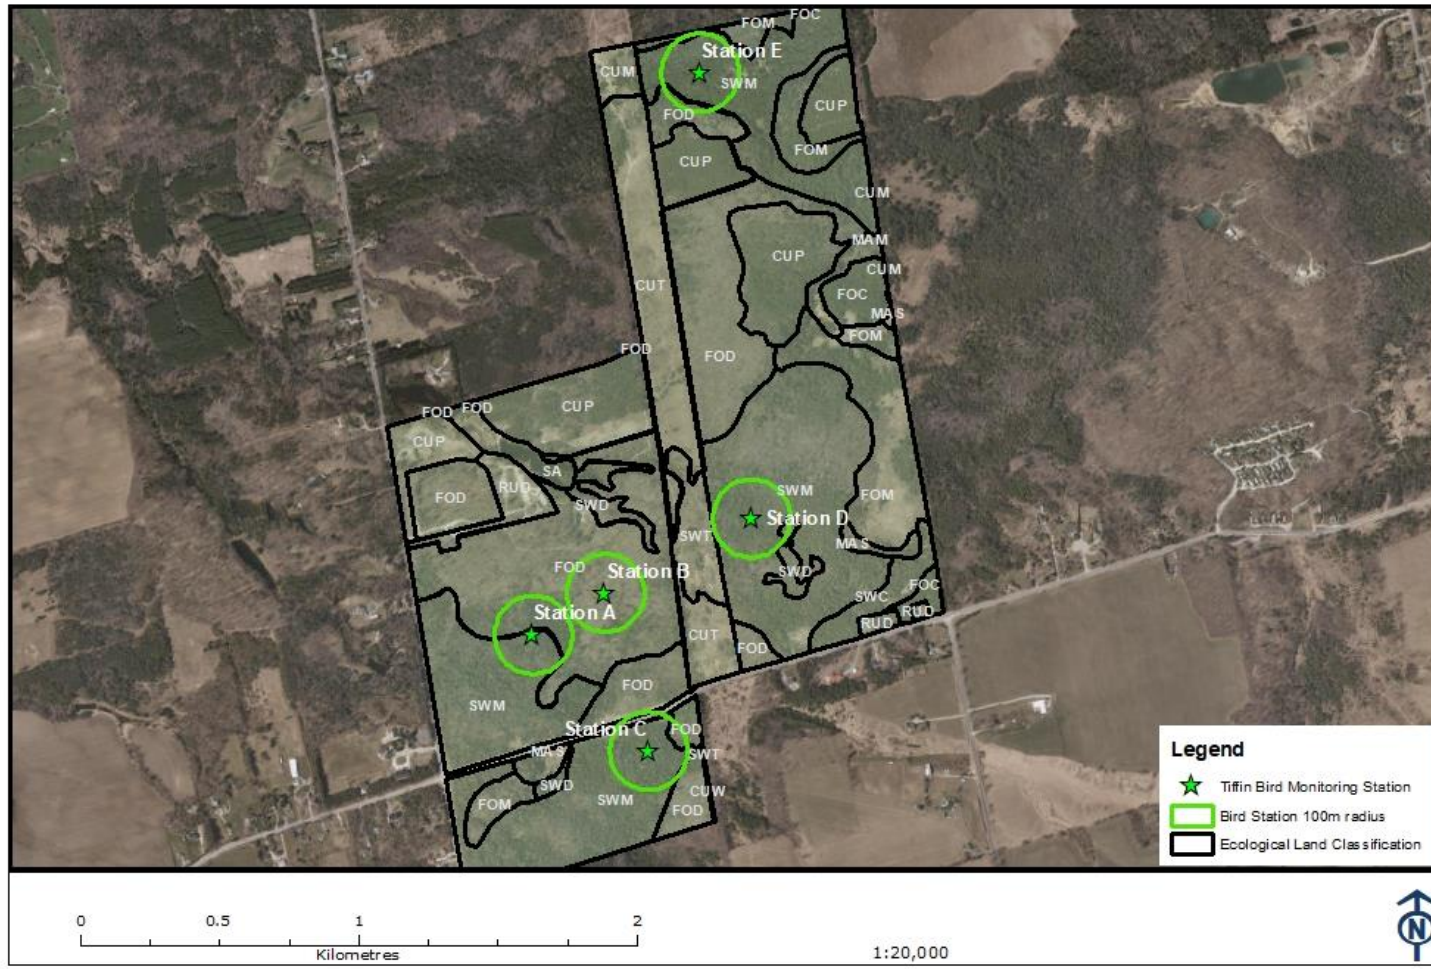 FOC
FOM
Station E
CUM
SWM
CUP
FOD
FOM
CUP
CUM
MAM
CUP
CUM
CUT
FOC
MAS
FOM
FOD
FOD
CUP
FOD
FOD
CUP
SA
RUD
FOD
SWM
FOM
SWD
Station D
SWT
MAS
FOD
Station B
SWD
FOC
SWC
Station A
RUD
RUD
CUT
FOD
FOD
SWM
Station C
FOD
MAS
SWT
SWD
CUW
FOM
SWM
FOD
Legend
Tiffin Bird Monitoring Station
Bird Station 100m radius
Ecological Land Classification
0 0.5 1 2
Kilometres
1:20,000
N